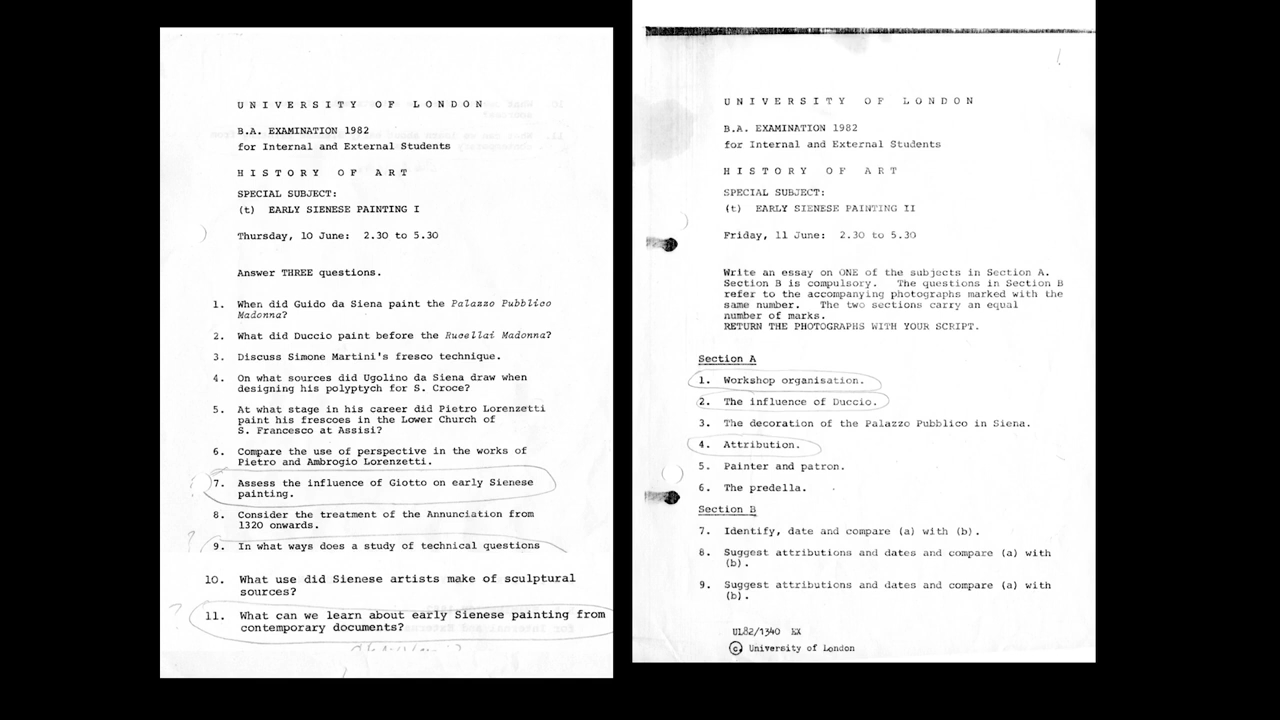 UNIVERSITY OF LONDON
B.A. EXAMINATION 1982
for Internal and External Students
HISTORY OF ART
SPECIAL SUBJECT:
(t) EARLY SIENESE PAINTING I
Thursday, 10 June: 2.30 to 5.30
Answer THREE questions.
1. When did Guido da Siena paint the Palazzo Pubblico
Madonna?
2. What did Duccio paint before the Rucellai Madonna?
3. Discuss Simone Martini's fresco technique.
4. On what sources did Ugolino da Siena draw when
designing his polyptych for S. Croce?
5. At what stage in his career did Pietro Lorenzetti
paint his frescoes in the Lower Church of
S. Francesco at Assisi?
6. Compare the use of perspective in the works of
Pietro and Ambrogio Lorenzetti.
7. Assess the influence of Giotto on early Sienese
painting.
8. Consider the treatment of the Annunciation from
1320 onwards.
? 9. In what ways does a study of technical questions
10. What use did Sienese artists make of sculptural
sources?
? 11. What can we learn about early Sienese painting from
contemporary documents?
UNIVERSITY OF LONDON
B.A. EXAMINATION 1982
for Internal and External Students
HISTORY OF ART
SPECIAL SUBJECT:
(t) EARLY SIENESE PAINTING II
Friday, 11 June: 2.30 to 5.30
Write an essay on ONE of the subjects in Section A.
Section B is compulsory. The questions in Section B
refer to the accompanying photographs marked with the
same number. The two sections carry an equal
number of marks.
RETURN THE PHOTOGRAPHS WITH YOUR SCRIPT.
Section A
1. Workshop organisation.
2. The influence of Duccio.
3. The decoration of the Palazzo Pubblico in Siena.
4. Attribution.
5. Painter and patron.
6. The predella.
Section B
7. Identify, date and compare (a) with (b).
8. Suggest attributions and dates and compare (a) with
(b).
9. Suggest attributions and dates and compare (a) with
(b).
UL82/1340 EX
© University of London